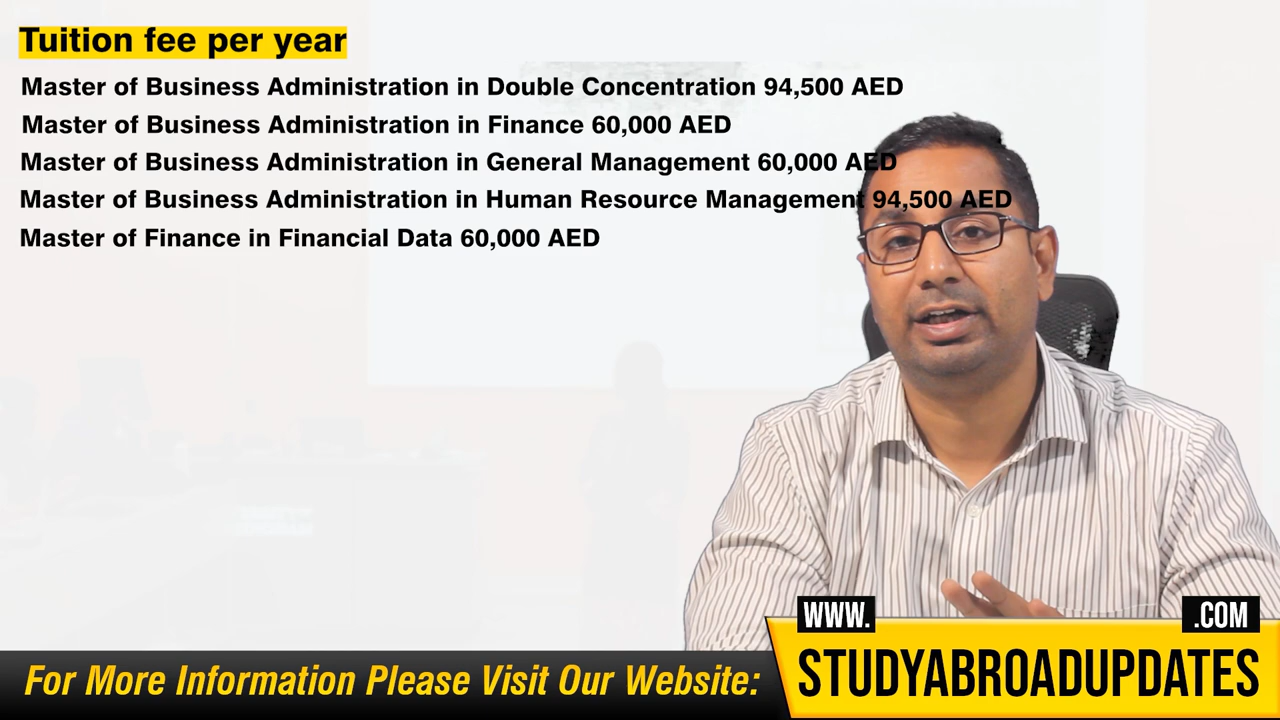 Tuition fee per year
Master of Business Administration in Double Concentration 94,500 AED
Master of Business Administration in Finance 60,000 AED
Master of Business Administration in General Management 60,000 AED
Master of Business Administration in Human Resource Management 94,500 AED
Master of Finance in Financial Data 60,000 AED
WWW. .COM
For More Information Please Visit Our Website: STUDYABROADUPDATES